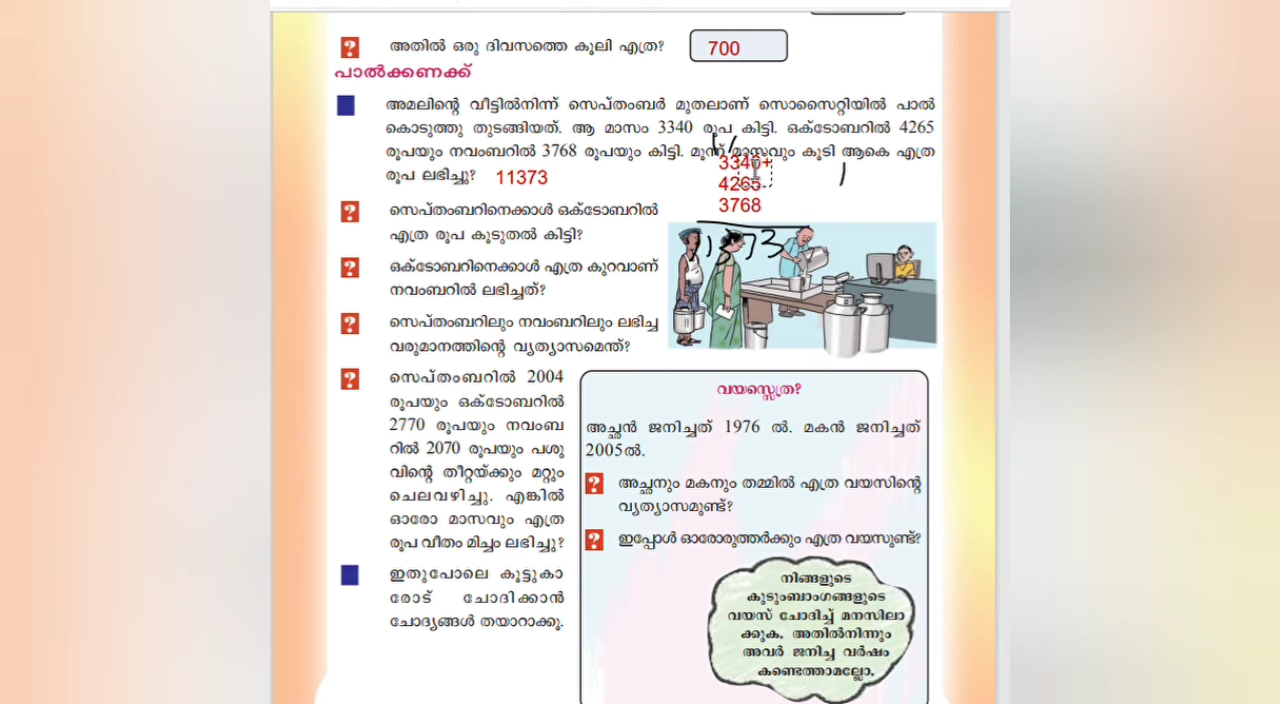 അതിൽ ഒരു ദിവസത്തെ കൂലി എത്ര? 700
പാൽക്കണക്ക്
അമലിന്റെ വീട്ടിൽനിന്ന് സെപ്തംബർ മുതലാണ് സൊസൈറ്റിയിൽ പാൽ
കൊടുത്തു തുടങ്ങിയത്. ആ മാസം 3340 രൂപ കിട്ടി. ഒക്ടോബറിൽ 4265
രൂപയും നവംബറിൽ 3768 രൂപയും കിട്ടി. മൂന്ന് മാസവും കൂടി ആകെ എത്ര
രൂപ ലഭിച്ചു? 11373
3340+
4265
3768
11373
സെപ്തംബറിനെക്കാൾ ഒക്ടോബറിൽ
എത്ര രൂപ കൂടുതൽ കിട്ടി?
ഒക്ടോബറിനെക്കാൾ എത്ര കുറവാണ്
നവംബറിൽ ലഭിച്ചത്?
സെപ്തംബറിലും നവംബറിലും ലഭിച്ച
വരുമാനത്തിന്റെ വ്യത്യാസമെന്ത്?
സെപ്തംബറിൽ 2004
രൂപയും ഒക്ടോബറിൽ
2770 രൂപയും നവംബ
റിൽ 2070 രൂപയും പശു
വിന്റെ തീറ്റയ്ക്കും മറ്റും
ചെലവഴിച്ചു. എങ്കിൽ
ഓരോ മാസവും എത്ര
രൂപ വീതം മിച്ചം ലഭിച്ചു?
ഇതുപോലെ കൂട്ടുകാ
രോട് ചോദിക്കാൻ
ചോദ്യങ്ങൾ തയാറാക്കൂ.
വയസ്സെത്ര?
അച്ഛൻ ജനിച്ചത് 1976 ൽ. മകൻ ജനിച്ചത്
2005ൽ.
അച്ഛനും മകനും തമ്മിൽ എത്ര വയസിന്റെ
വ്യത്യാസമുണ്ട്?
ഇപ്പോൾ ഓരോരുത്തർക്കും എത്ര വയസുണ്ട്?
നിങ്ങളുടെ
കുടുംബാംഗങ്ങളുടെ
വയസ് ചോദിച്ച് മനസിലാ
ക്കുക. അതിൽനിന്നും
അവർ ജനിച്ച വർഷം
കണ്ടെത്താമല്ലോ.